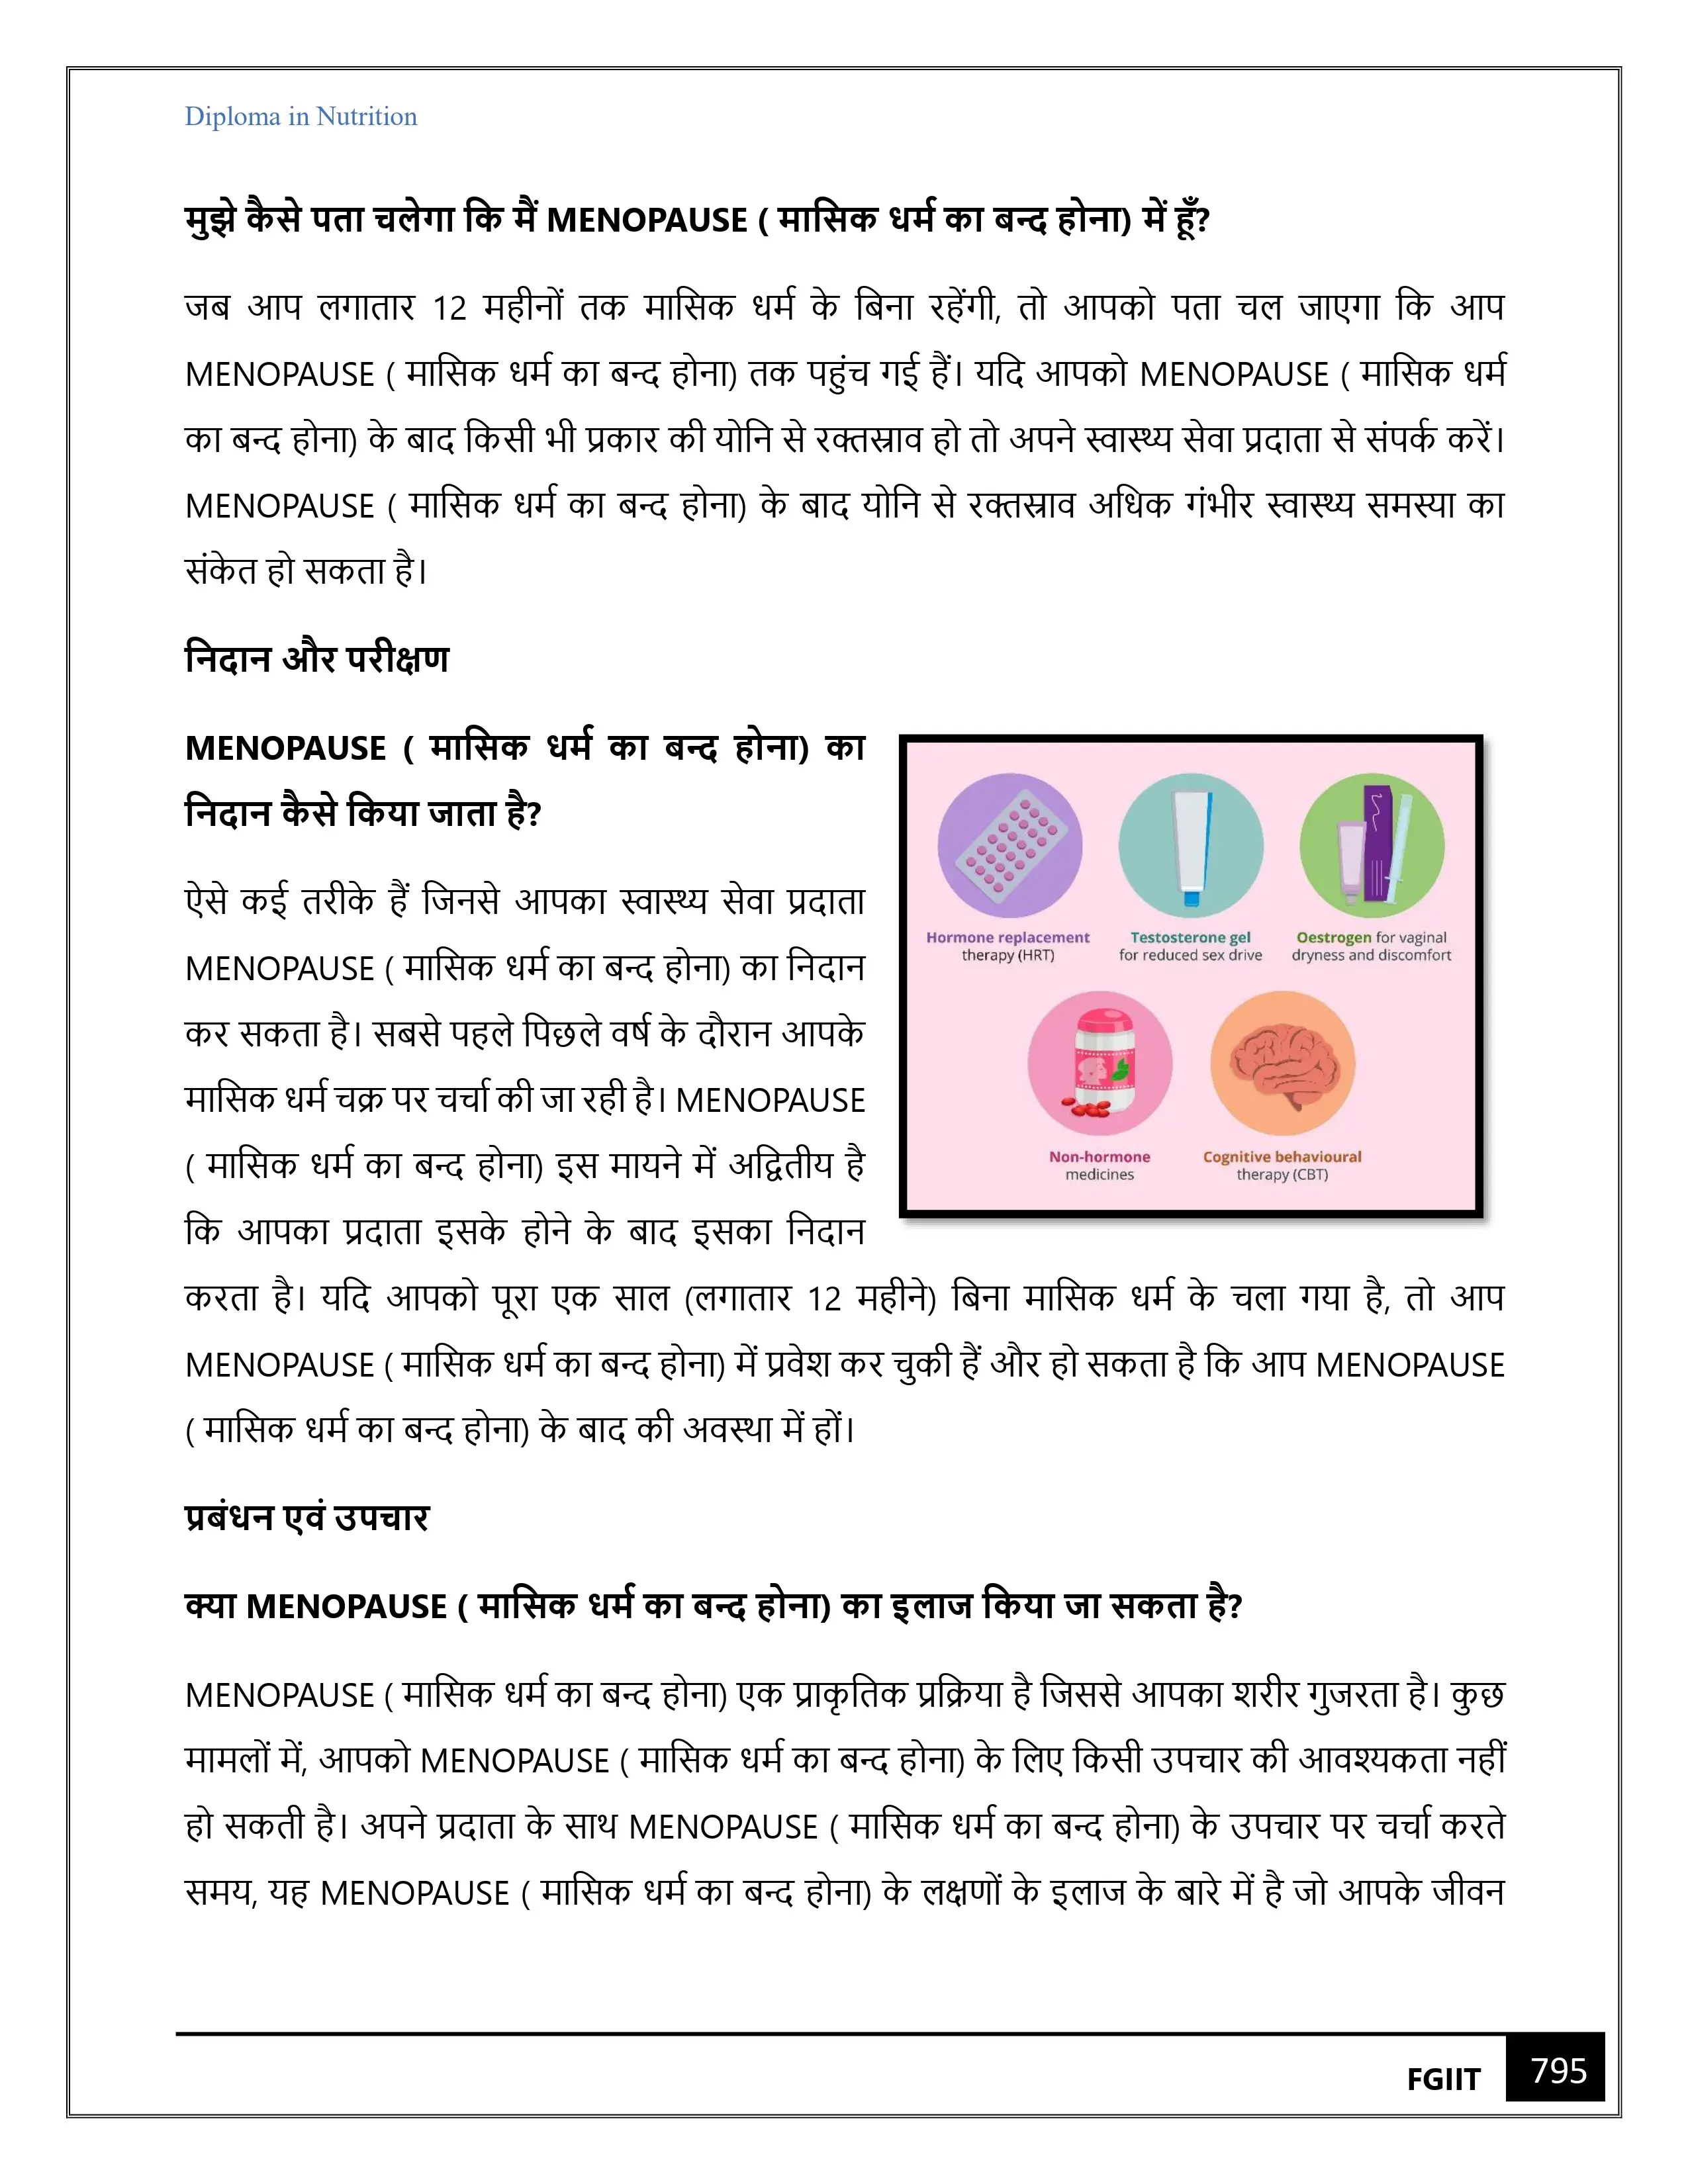 Diploma in Nutrition
मुझे कैसे पता चलेगा कि मैं MENOPAUSE ( मासिक धर्म का बन्द होना) में हूँ?
जब आप लगातार 12 महीनों तक मासिक धर्म के बिना रहेंगी, तो आपको पता चल जाएगा कि आप
MENOPAUSE ( मासिक धर्म का बन्द होना) तक पहुंच गई हैं। यदि आपको MENOPAUSE ( मासिक धर्म
का बन्द होना) के बाद किसी भी प्रकार की योनि से रक्तस्राव हो तो अपने स्वास्थ्य सेवा प्रदाता से संपर्क करें।
MENOPAUSE ( मासिक धर्म का बन्द होना) के बाद योनि से रक्तस्राव अधिक गंभीर स्वास्थ्य समस्या का
संकेत हो सकता है।
निदान और परीक्षण
MENOPAUSE ( मासिक धर्म का बन्द होना) का
निदान कैसे किया जाता है?
ऐसे कई तरीके हैं जिनसे आपका स्वास्थ्य सेवा प्रदाता
MENOPAUSE ( मासिक धर्म का बन्द होना) का निदान
कर सकता है। सबसे पहले पिछले वर्ष के दौरान आपके
मासिक धर्म चक्र पर चर्चा की जा रही है। MENOPAUSE
( मासिक धर्म का बन्द होना) इस मायने में अद्वितीय है
कि आपका प्रदाता इसके होने के बाद इसका निदान
करता है। यदि आपको पूरा एक साल (लगातार 12 महीने) बिना मासिक धर्म के चला गया है, तो आप
MENOPAUSE ( मासिक धर्म का बन्द होना) में प्रवेश कर चुकी हैं और हो सकता है कि आप MENOPAUSE
( मासिक धर्म का बन्द होना) के बाद की अवस्था में हों।
Hormone replacement
therapy (HRT)
Testosterone gel
for reduced sex drive
Oestrogen for vaginal
dryness and discomfort
Non-hormone
medicines
Cognitive behavioural
therapy (CBT)
प्रबंधन एवं उपचार
क्या MENOPAUSE ( मासिक धर्म का बन्द होना) का इलाज किया जा सकता है?
MENOPAUSE ( मासिक धर्म का बन्द होना) एक प्राकृतिक प्रक्रिया है जिससे आपका शरीर गुजरता है। कुछ
मामलों में, आपको MENOPAUSE ( मासिक धर्म का बन्द होना) के लिए किसी उपचार की आवश्यकता नहीं
हो सकती है। अपने प्रदाता के साथ MENOPAUSE ( मासिक धर्म का बन्द होना) के उपचार पर चर्चा करते
समय, यह MENOPAUSE ( मासिक धर्म का बन्द होना) के लक्षणों के इलाज के बारे में है जो आपके जीवन
FGIIT 795